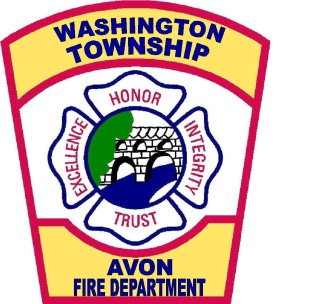 WASHINGTON
TOWNSHIP
HONOR
EXCELLENCE
INTEGRITY
TRUST
AVON
FIRE DEPARTMENT